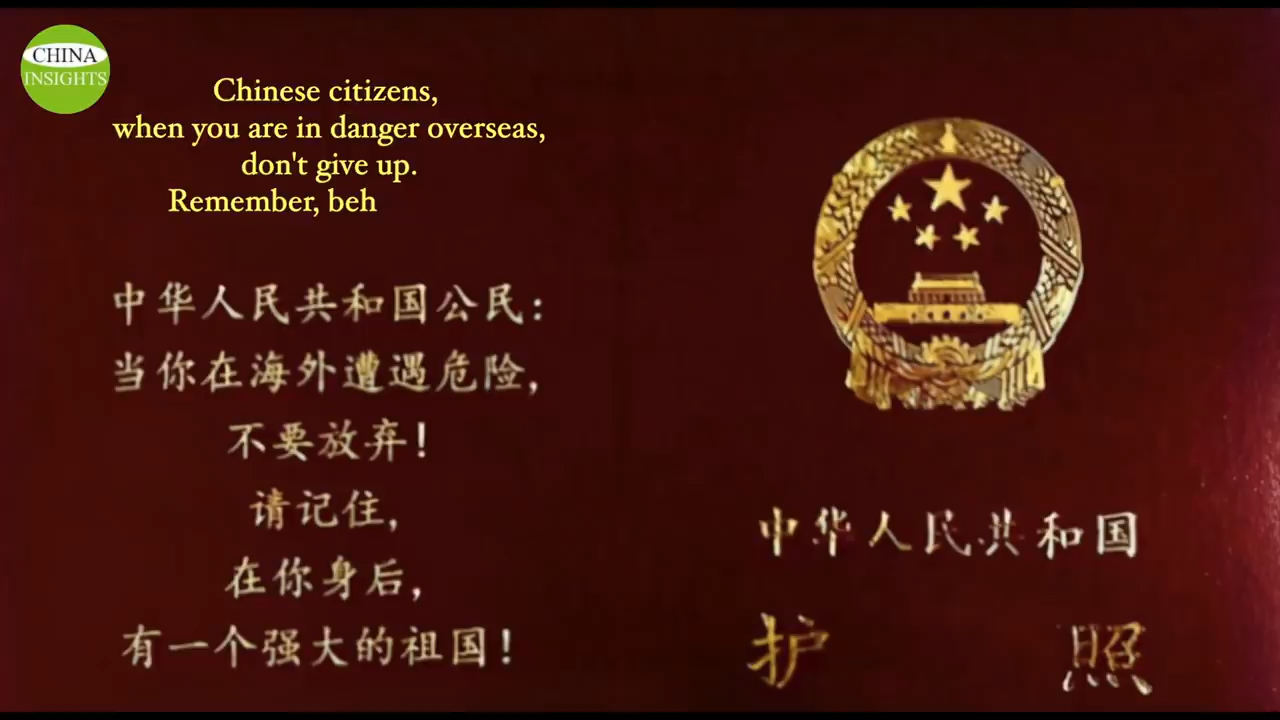 CHINA
INSIGHTS
Chinese citizens,
when you are in danger overseas,
don't give up.
Remember, beh
中华人民共和国公民:
当你在海外遭遇危险,
不要放弃!
请记住,
在你身后,
有一个强大的祖国!
中华人民共和国
护 照